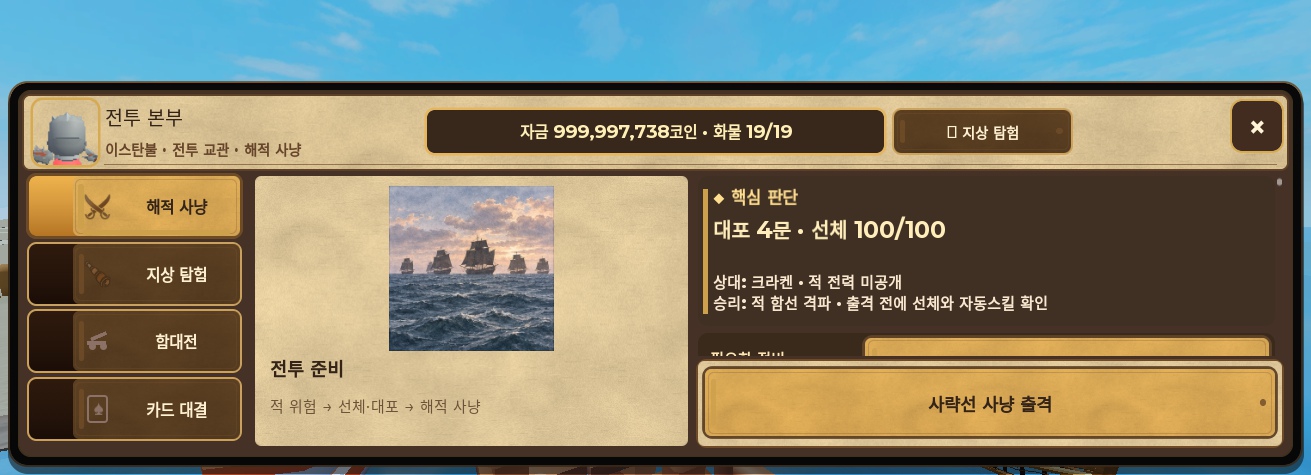 전투 본부
이스탄불 • 전투 교관 • 해적 사냥
자금 999,997,738코인 • 화물 19/19
지상 탐험
×
해적 사냥
지상 탐험
함대전
카드 대결
전투 준비
적 위험 → 선체·대포 → 해적 사냥
◆ 핵심 판단
대포 4문 • 선체 100/100
상대: 크라켄 • 적 전력 미공개
승리: 적 함선 격파 • 출격 전에 선체와 자동스킬 확인
사략선 사냥 출격